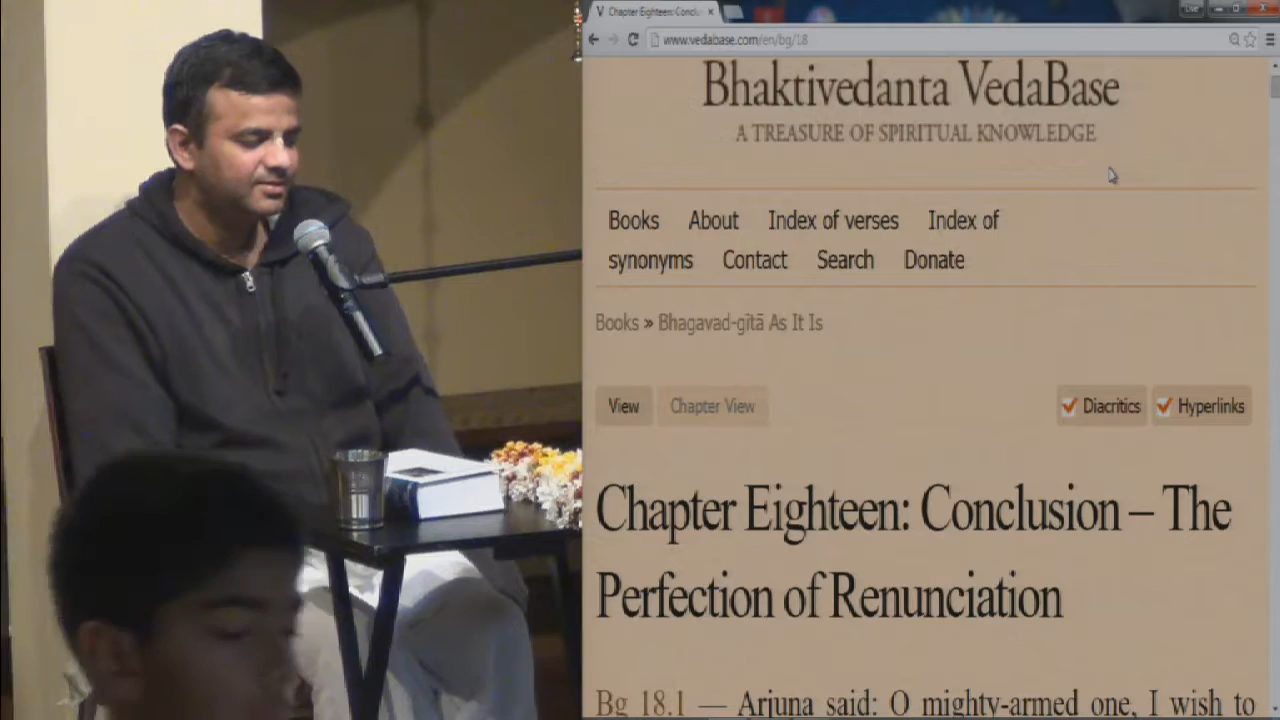 Chapter Eighteen: Conclu
www.vedabase.com/en/bg/18
Bhaktivedanta VedaBase
A TREASURE OF SPIRITUAL KNOWLEDGE
Books About Index of verses Index of
synonyms Contact Search Donate
Books » Bhagavad-gītā As It Is
View Chapter View Diacritics Hyperlinks
Chapter Eighteen: Conclusion – The
Perfection of Renunciation
Bg 18.1 — Arjuna said: O mighty-armed one, I wish to